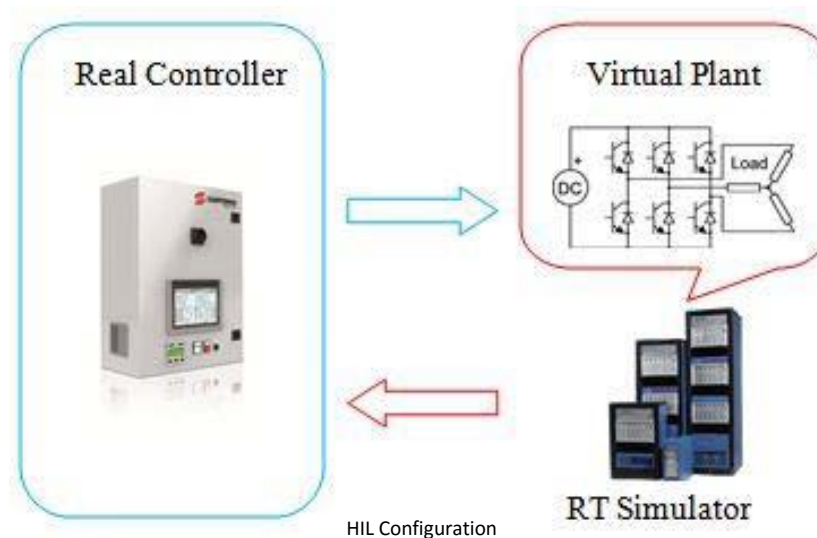 Real Controller
Virtual Plant
+
DC
Load
HIL Configuration
RT Simulator